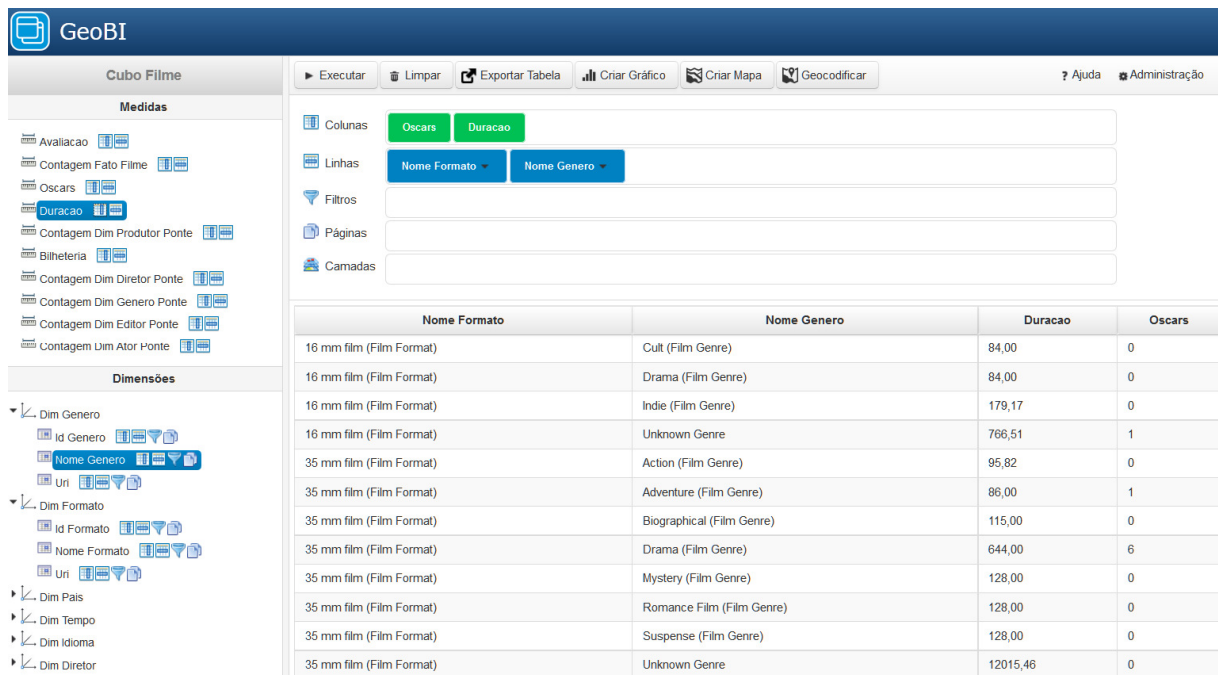 GeoBI
Cubo Filme
Executar Limpar Exportar Tabela Criar Gráfico Criar Mapa Geocodificar ? Ajuda Administração
Medidas
Avaliacao
Contagem Fato Filme
Oscars
Duracao
Contagem Dim Produtor Ponte
Bilheteria
Contagem Dim Diretor Ponte
Contagem Dim Genero Ponte
Contagem Dim Editor Ponte
Contagem Dim Ator Ponte
Dimensões
Dim Genero
Id Genero
Nome Genero
Uri
Dim Formato
Id Formato
Nome Formato
Uri
Dim Pais
Dim Tempo
Dim Idioma
Dim Diretor
Colunas Oscars Duracao
Linhas Nome Formato Nome Genero
Filtros
Páginas
Camadas
Nome Formato Nome Genero Duracao Oscars
16 mm film (Film Format) Cult (Film Genre) 84,00 0
16 mm film (Film Format) Drama (Film Genre) 84,00 0
16 mm film (Film Format) Indie (Film Genre) 179,17 0
16 mm film (Film Format) Unknown Genre 766,51 1
35 mm film (Film Format) Action (Film Genre) 95,82 0
35 mm film (Film Format) Adventure (Film Genre) 86,00 1
35 mm film (Film Format) Biographical (Film Genre) 115,00 0
35 mm film (Film Format) Drama (Film Genre) 644,00 6
35 mm film (Film Format) Mystery (Film Genre) 128,00 0
35 mm film (Film Format) Romance Film (Film Genre) 128,00 0
35 mm film (Film Format) Suspense (Film Genre) 128,00 0
35 mm film (Film Format) Unknown Genre 12015,46 0